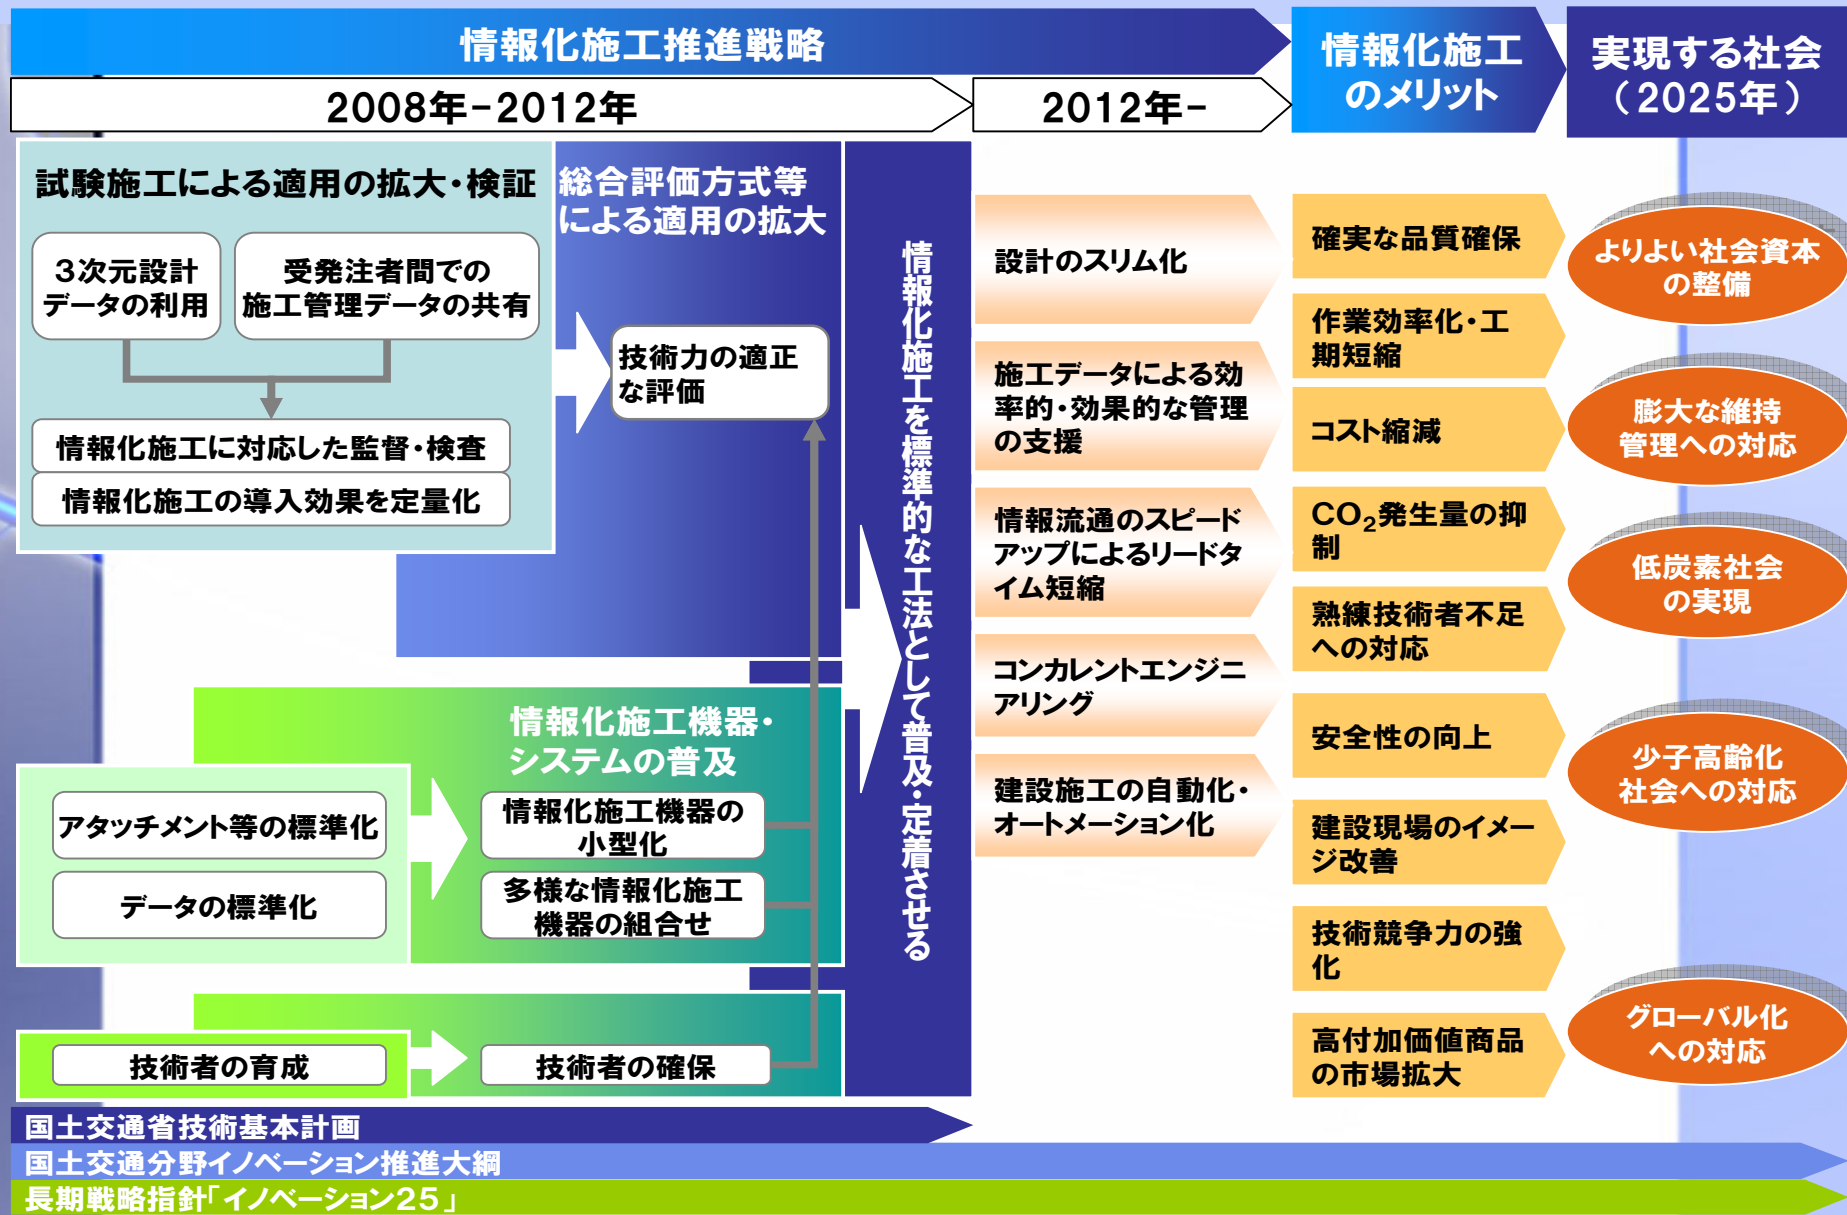 情報化施工推進戦略
2008年-2012年
2012年-
情報化施工
のメリット
実現する社会
（2025年）
試験施工による適用の拡大・検証
3次元設計
データの利用
受発注者間での
施工管理データの共有
情報化施工に対応した監督・検査
情報化施工の導入効果を定量化
総合評価方式等
による適用の拡大
技術力の適正
な評価
情報化施工機器・
システムの普及
アタッチメント等の標準化
データの標準化
情報化施工機器の
小型化
多様な情報化施工
機器の組合せ
技術者の育成
技術者の確保
情報化施工を標準的な工法として普及・定着させる
設計のスリム化
施工データによる効
率的・効果的な管理
の支援
情報流通のスピード
アップによるリードタ
イム短縮
コンカレントエンジニ
アリング
建設施工の自動化・
オートメーション化
確実な品質確保
作業効率化・工
期短縮
コスト縮減
CO₂発生量の抑
制
熟練技術者不足
への対応
安全性の向上
建設現場のイメー
ジ改善
技術競争力の強
化
高付加価値商品
の市場拡大
よりよい社会資本
の整備
膨大な維持
管理への対応
低炭素社会
の実現
少子高齢化
社会への対応
グローバル化
への対応
国土交通省技術基本計画
国土交通分野イノベーション推進大綱
長期戦略指針「イノベーション25」